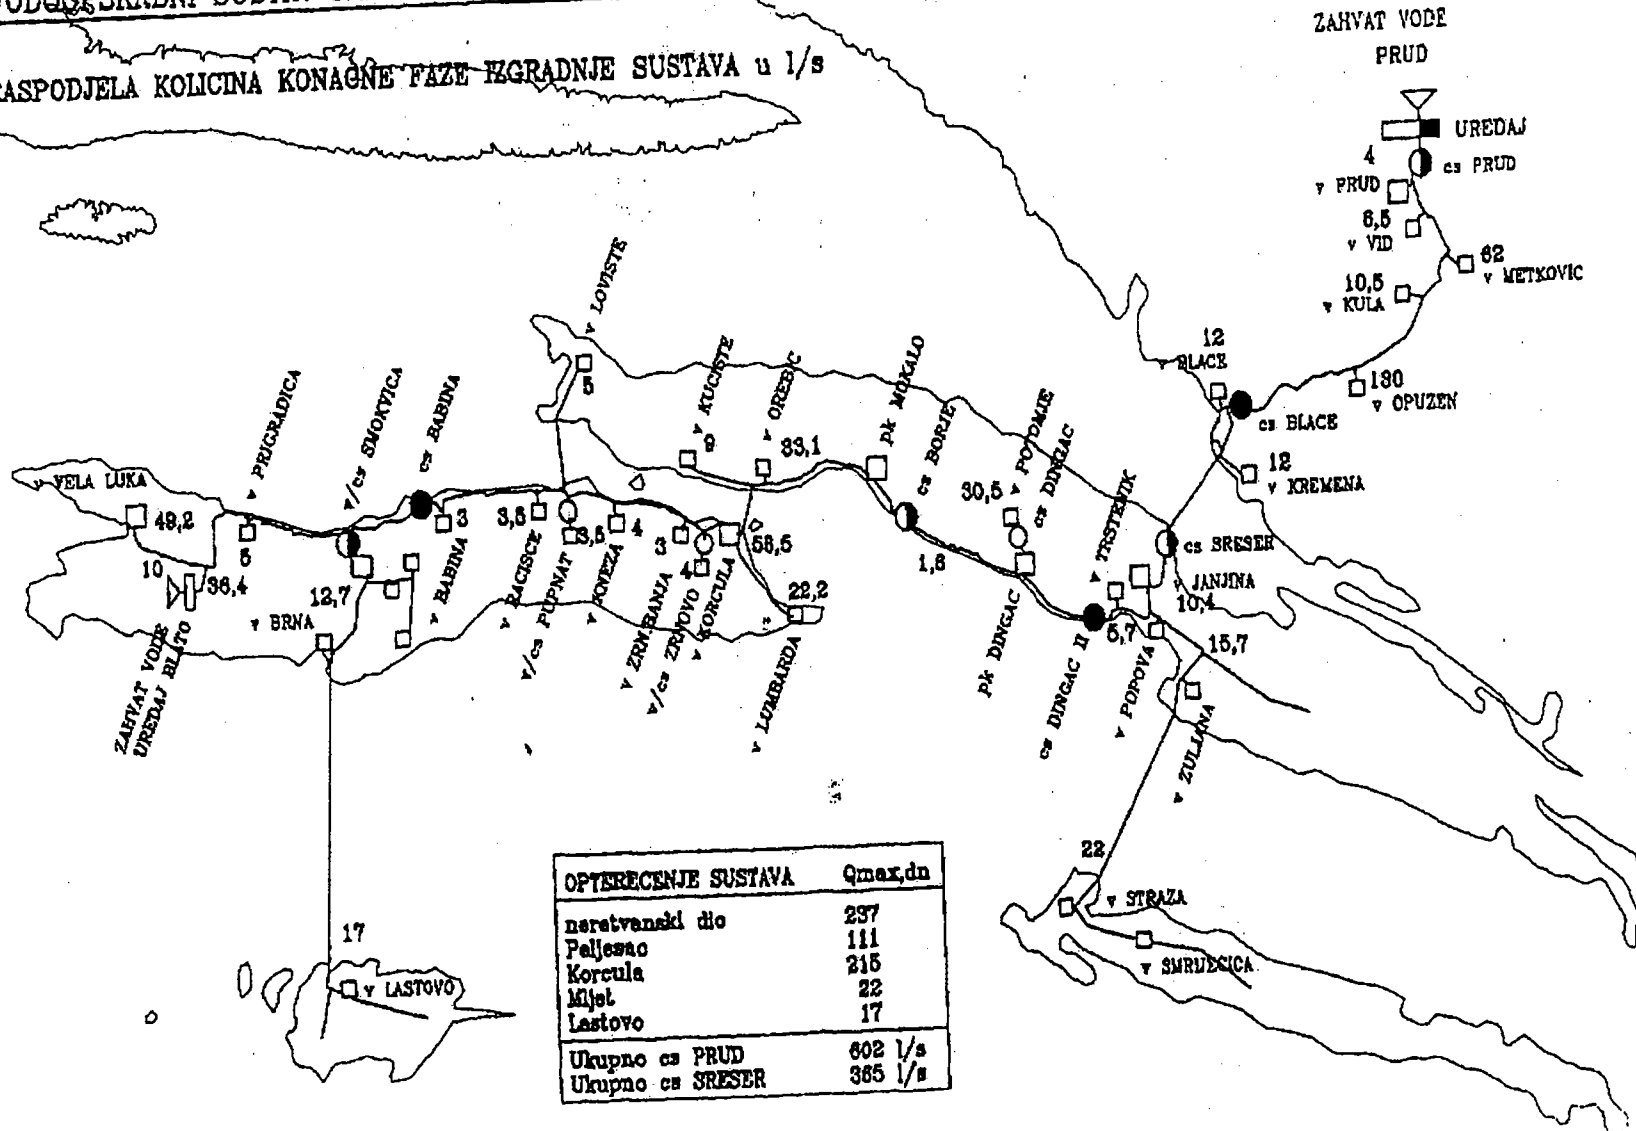 RASPODJELA KOLICINA KONACNE FAZE IZGRADNJE SUSTAVA u l/s
ZAHVAT VODE
PRUD
UREDAJ
4
cs PRUD
v PRUD
6,5
v VID
62
v METKOVIC
10,5
v KULA
12
v BLACE
130
v OPUZEN
cs BLACE
12
v KREMENA
v LOVISTE
5
v KUCISTE
9
v OREBIC
33,1
pk MOKALO
cs BORJE
1,8
30,5
v POTOMJE
cs DINGAC
pk DINGAC
cs DINGAC II
v TRSTENIK
5,7
cs SRESER
v JANJINA
10,4
v POPOVA
15,7
v ZULJANA
v PRIGRADICA
5
v/cs SMOKVICA
cs BABINA
v VELA LUKA
49,2
10
36,4
ZAHVAT VODE
UREDAJ BLATO
12,7
v BRNA
3
v BABINA
3,5
v RACISCE
3,5
v/cs PUPNAT
4
v KNEZA
3
v ZRN.BANJA
4
v/cs ZRNOVO
v KORCULA
56,5
22,2
v LUMBARDA
22
v STRAZA
v SMRIJECICA
17
v LASTOVO
OPTERECENJE SUSTAVA Qmax,dn
neretvanski dio 237
Peljesac 111
Korcula 215
Mljet 22
Lastovo 17
Ukupno cs PRUD 602 l/s
Ukupno cs SRESER 365 l/s